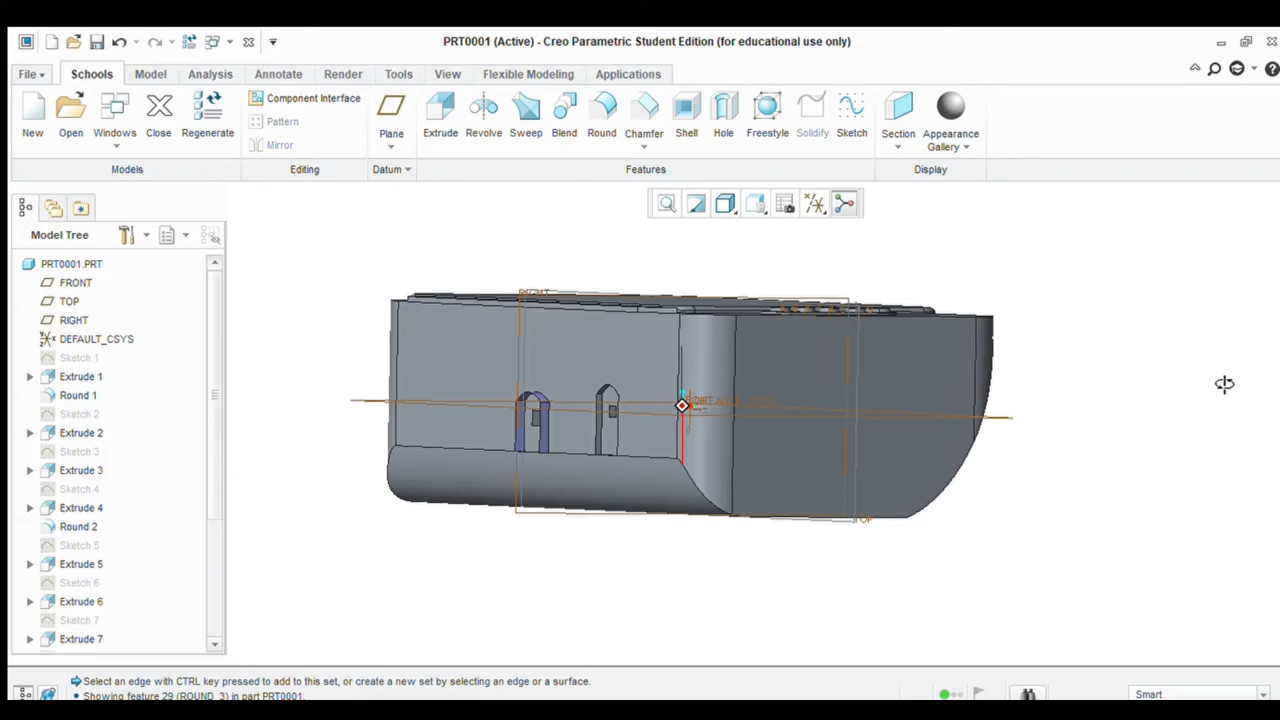 PRT0001 (Active) - Creo Parametric Student Edition (for educational use only)
File Schools Model Analysis Annotate Render Tools View Flexible Modeling Applications
New Open Windows Close Regenerate
Component Interface
Pattern
Mirror
Plane
Extrude Revolve Sweep Blend Round Chamfer Shell Hole Freestyle Solidify Sketch
Section Appearance Gallery
Models Editing Datum Features Display
Model Tree
PRT0001.PRT
FRONT
TOP
RIGHT
DEFAULT_CSYS
Sketch 1
Extrude 1
Round 1
Sketch 2
Extrude 2
Sketch 3
Extrude 3
Sketch 4
Extrude 4
Round 2
Sketch 5
Extrude 5
Sketch 6
Extrude 6
Sketch 7
Extrude 7
RIGHT
TOP
Select an edge with CTRL key pressed to add to this set, or create a new set by selecting an edge or a surface.
Showing feature 29 (ROUND_3) in part PRT0001.
Smart